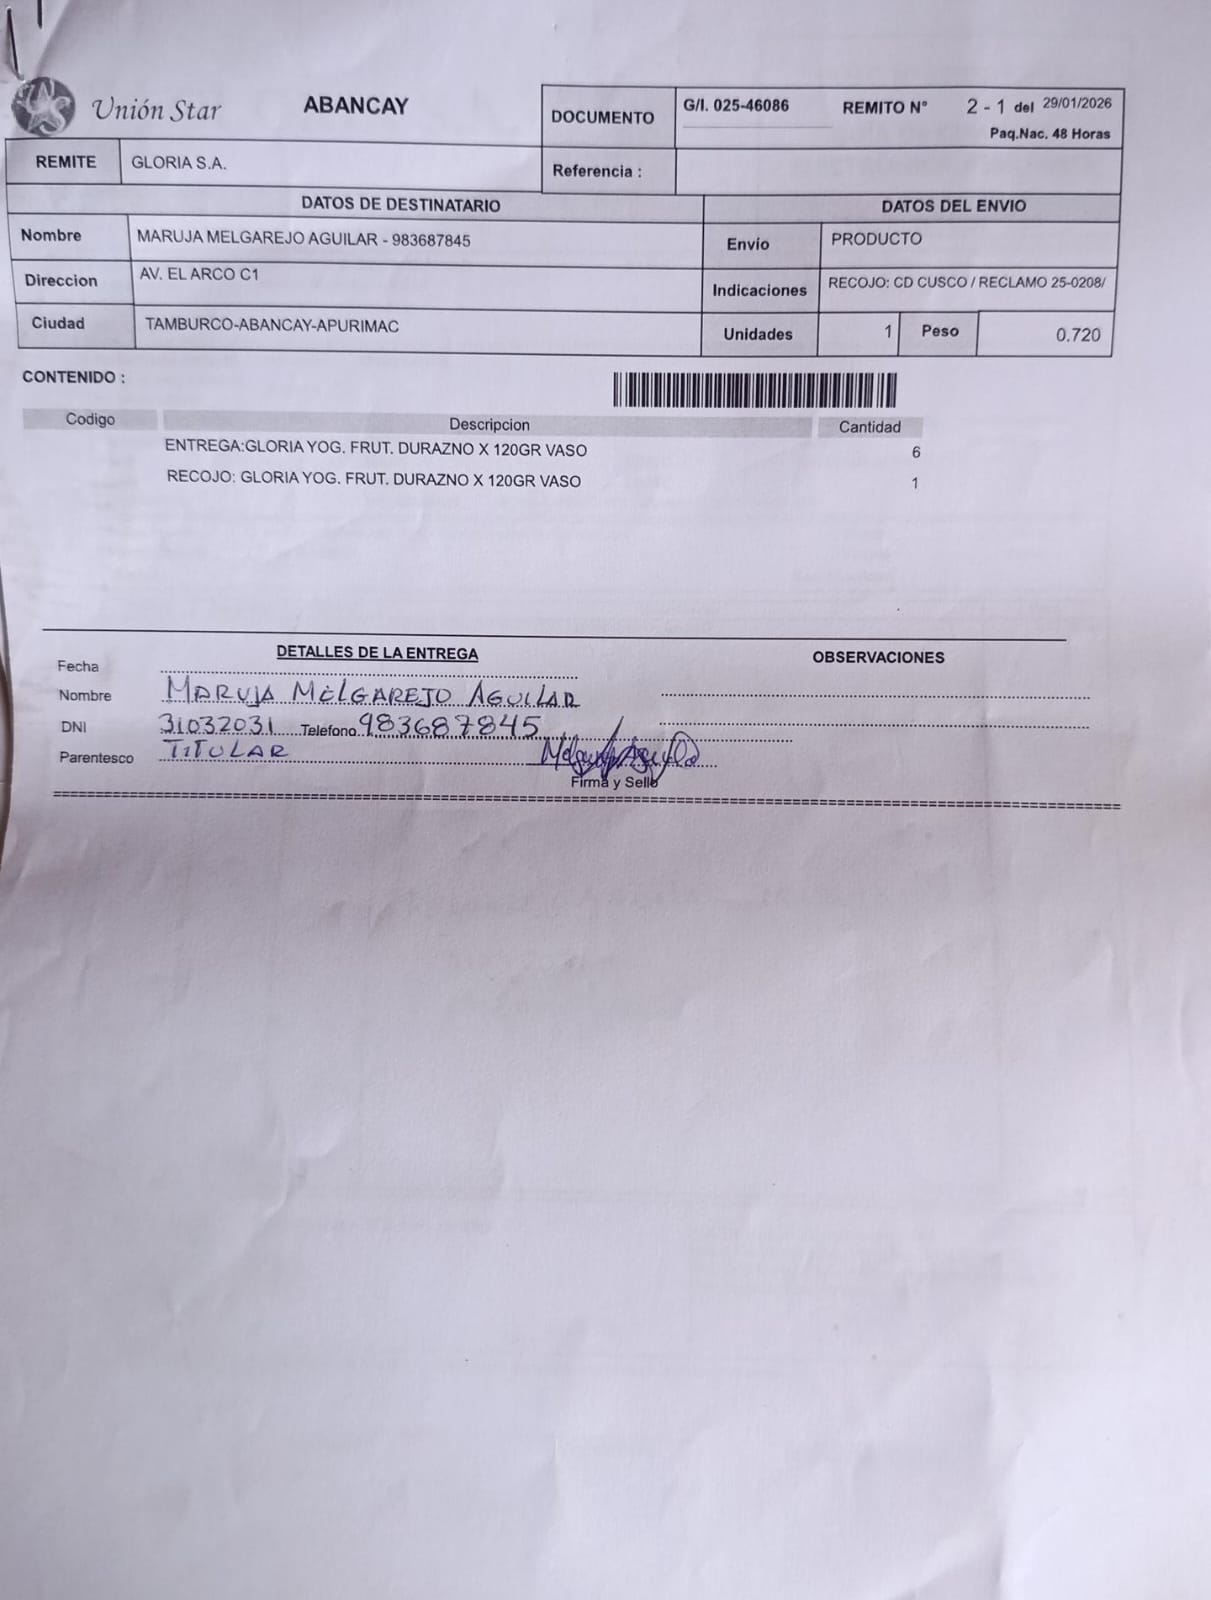 Unión Star ABANCAY
DOCUMENTO G/I. 025-46086 REMITO N° 2 - 1 del 29/01/2026
Paq.Nac. 48 Horas
REMITE GLORIA S.A. Referencia :
DATOS DE DESTINATARIO DATOS DEL ENVIO
Nombre MARUJA MELGAREJO AGUILAR - 983687845 Envío PRODUCTO
Direccion AV. EL ARCO C1 Indicaciones RECOJO: CD CUSCO / RECLAMO 25-0208/
Ciudad TAMBURCO-ABANCAY-APURIMAC Unidades 1 Peso 0.720
CONTENIDO :
Codigo Descripcion Cantidad
ENTREGA:GLORIA YOG. FRUT. DURAZNO X 120GR VASO 6
RECOJO: GLORIA YOG. FRUT. DURAZNO X 120GR VASO 1
DETALLES DE LA ENTREGA OBSERVACIONES
Fecha
Nombre MARUJA MELGAREJO AGUILAR
DNI 31032031 Telefono 983687845
Parentesco TITULAR
Firma y Sello